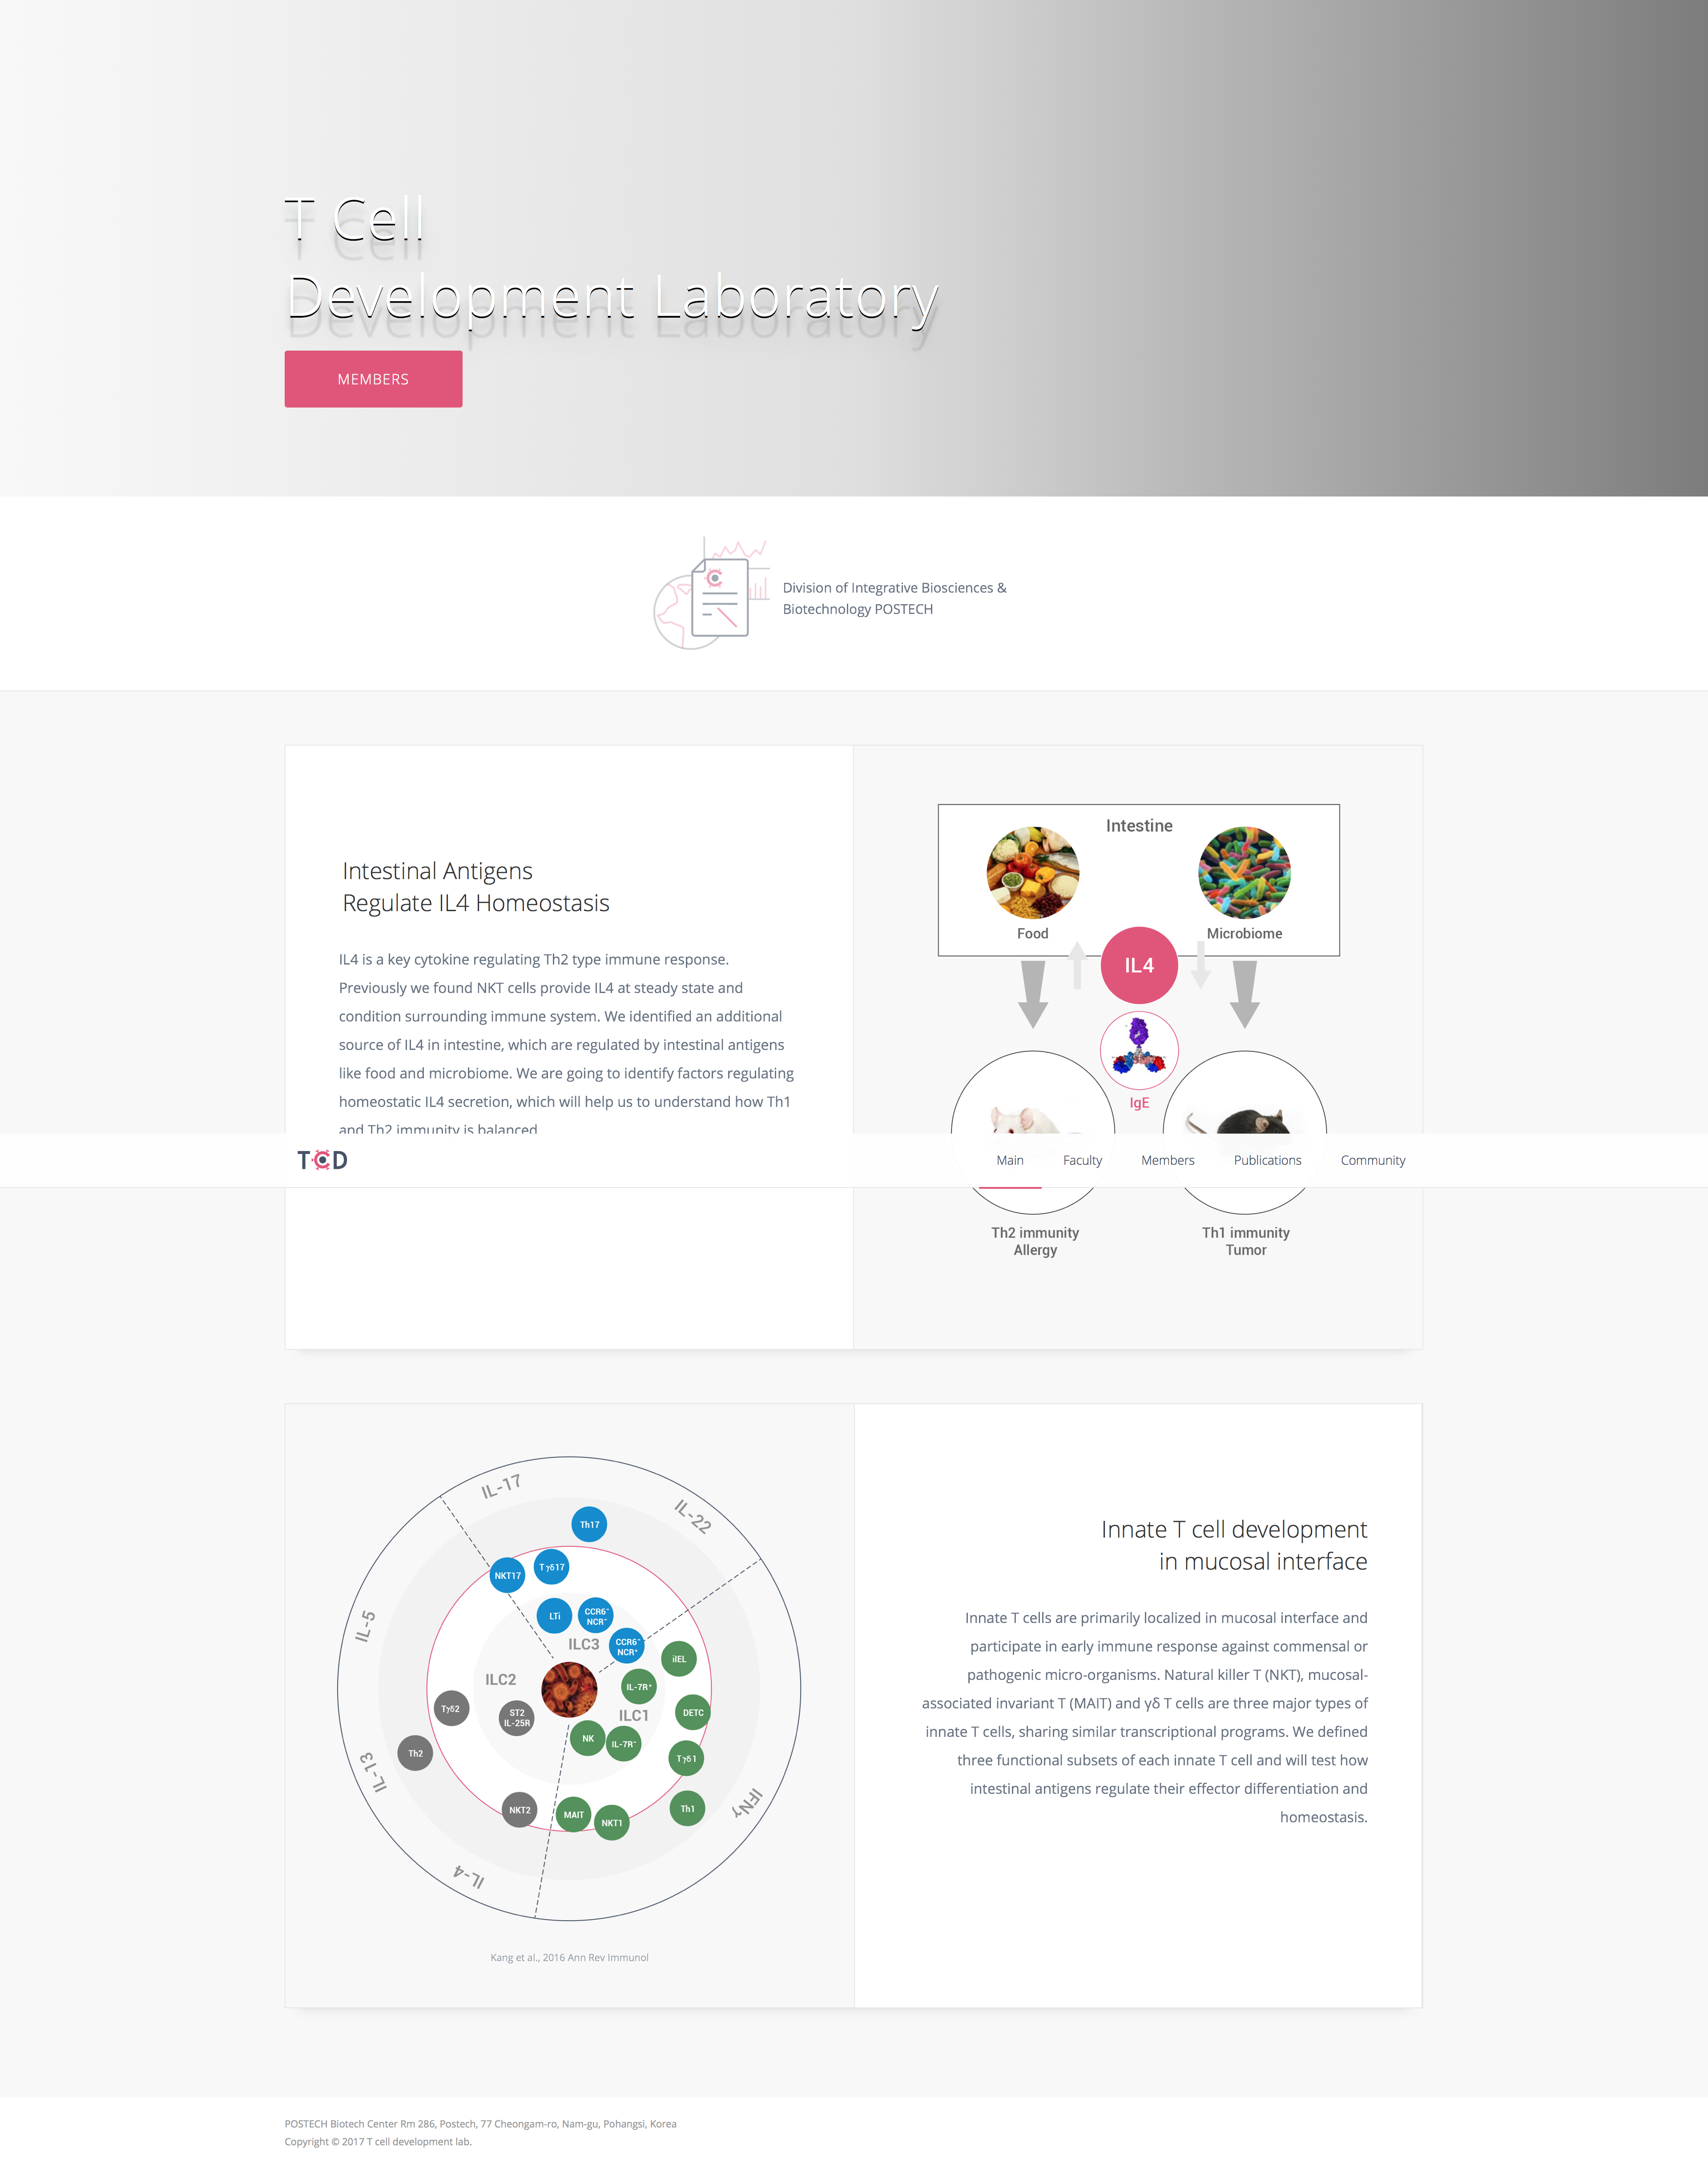 T Cell
Development Laboratory
MEMBERS
Division of Integrative Biosciences &
Biotechnology POSTECH
Intestinal Antigens
Regulate IL4 Homeostasis
IL4 is a key cytokine regulating Th2 type immune response.
Previously we found NKT cells provide IL4 at steady state and
condition surrounding immune system. We identified an additional
source of IL4 in intestine, which are regulated by intestinal antigens
like food and microbiome. We are going to identify factors regulating
homeostatic IL4 secretion, which will help us to understand how Th1
and Th2 immunity is balanced
Intestine
Food
Microbiome
IL4
IgE
TCD
Main
Faculty
Members
Publications
Community
Th2 immunity
Allergy
Th1 immunity
Tumor
IL-17
IL-22
IL-5
IL-13
IL-4
IFNγ
Th17
NKT17
Tγδ17
LTi
CCR6⁻
NCR⁻
CCR6⁻
NCR⁺
ILC3
ILC2
ILC1
iIEL
IL-7R⁺
DETC
Tγδ2
ST2
IL-25R
NK
IL-7R⁻
Th2
Tγδ1
NKT2
MAIT
NKT1
Th1
Kang et al., 2016 Ann Rev Immunol
Innate T cell development
in mucosal interface
Innate T cells are primarily localized in mucosal interface and
participate in early immune response against commensal or
pathogenic micro-organisms. Natural killer T (NKT), mucosal-
associated invariant T (MAIT) and γδ T cells are three major types of
innate T cells, sharing similar transcriptional programs. We defined
three functional subsets of each innate T cell and will test how
intestinal antigens regulate their effector differentiation and
homeostasis.
POSTECH Biotech Center Rm 286, Postech, 77 Cheongam-ro, Nam-gu, Pohangsi, Korea
Copyright © 2017 T cell development lab.